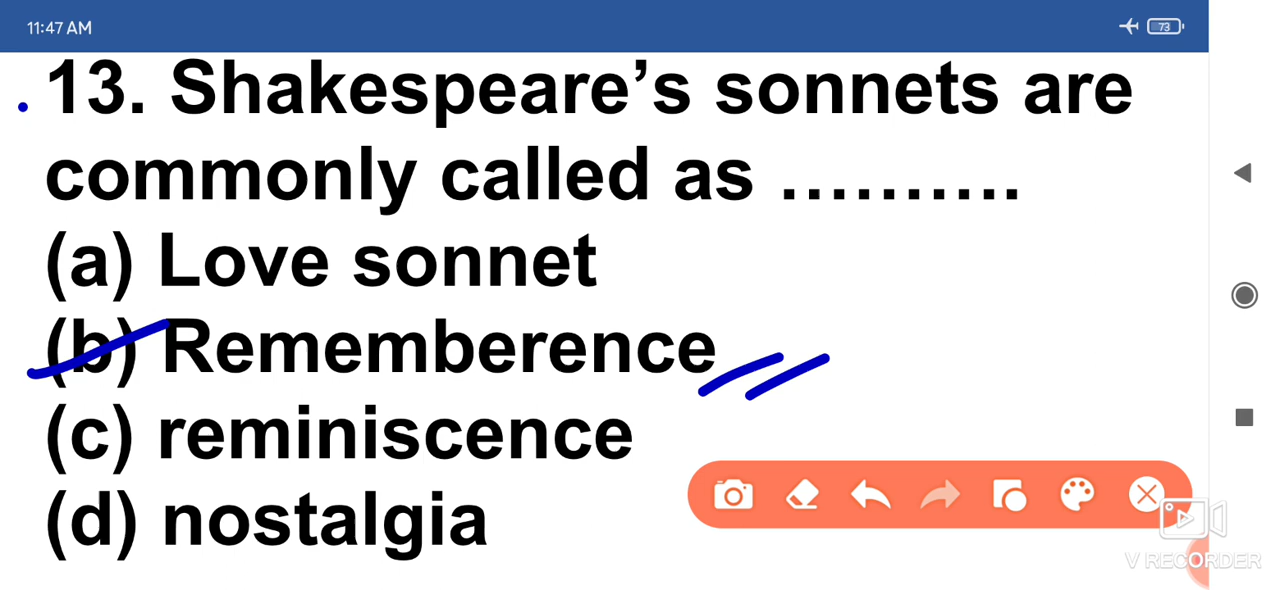 11:47 AM
73
13. Shakespeare’s sonnets are
commonly called as ……….
(a) Love sonnet
(b) Rememberence
(c) reminiscence
(d) nostalgia
V RECORDER